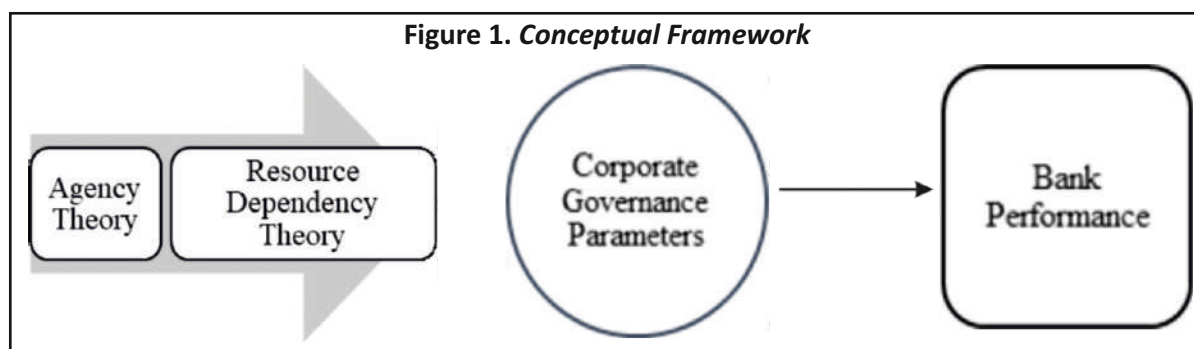 Figure 1. Conceptual Framework
Agency
Theory
Resource
Dependency
Theory
Corporate
Governance
Parameters
Bank
Performance